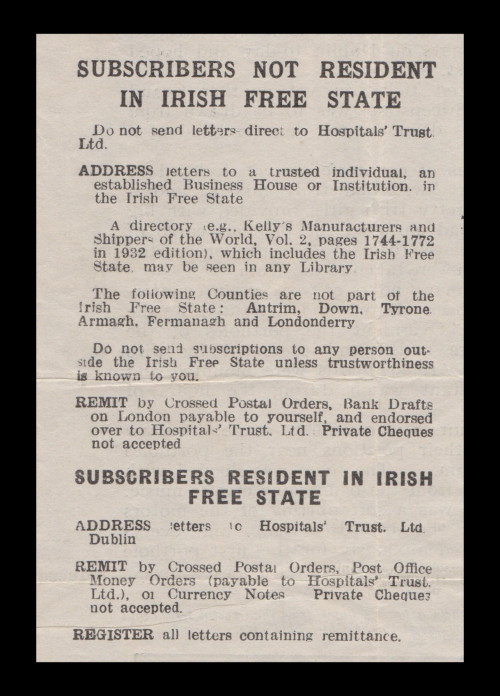 SUBSCRIBERS NOT RESIDENT
IN IRISH FREE STATE
Do not send letters direct to Hospitals' Trust
Ltd.
ADDRESS letters to a trusted individual, an
established Business House or Institution. in
the Irish Free State
A directory (e.g., Kelly's Manufacturers and
Shippers of the World, Vol. 2, pages 1744-1772
in 1932 edition), which includes the Irish Free
State may be seen in any Library
The following Counties are not part of the
Irish Free State: Antrim, Down, Tyrone
Armagh, Fermanagh and Londonderry
Do not send subscriptions to any person out-
side the Irish Free State unless trustworthiness
is known to you.
REMIT by Crossed Postal Orders, Bank Drafts
on London payable to yourself, and endorsed
over to Hospitals' Trust. Ltd. Private Cheques
not accepted
SUBSCRIBERS RESIDENT IN IRISH
FREE STATE
ADDRESS letters to Hospitals' Trust. Ltd
Dublin
REMIT by Crossed Postal Orders, Post Office
Money Orders (payable to Hospitals' Trust.
Ltd.), or Currency Notes Private Cheques
not accepted.
REGISTER all letters containing remittance.